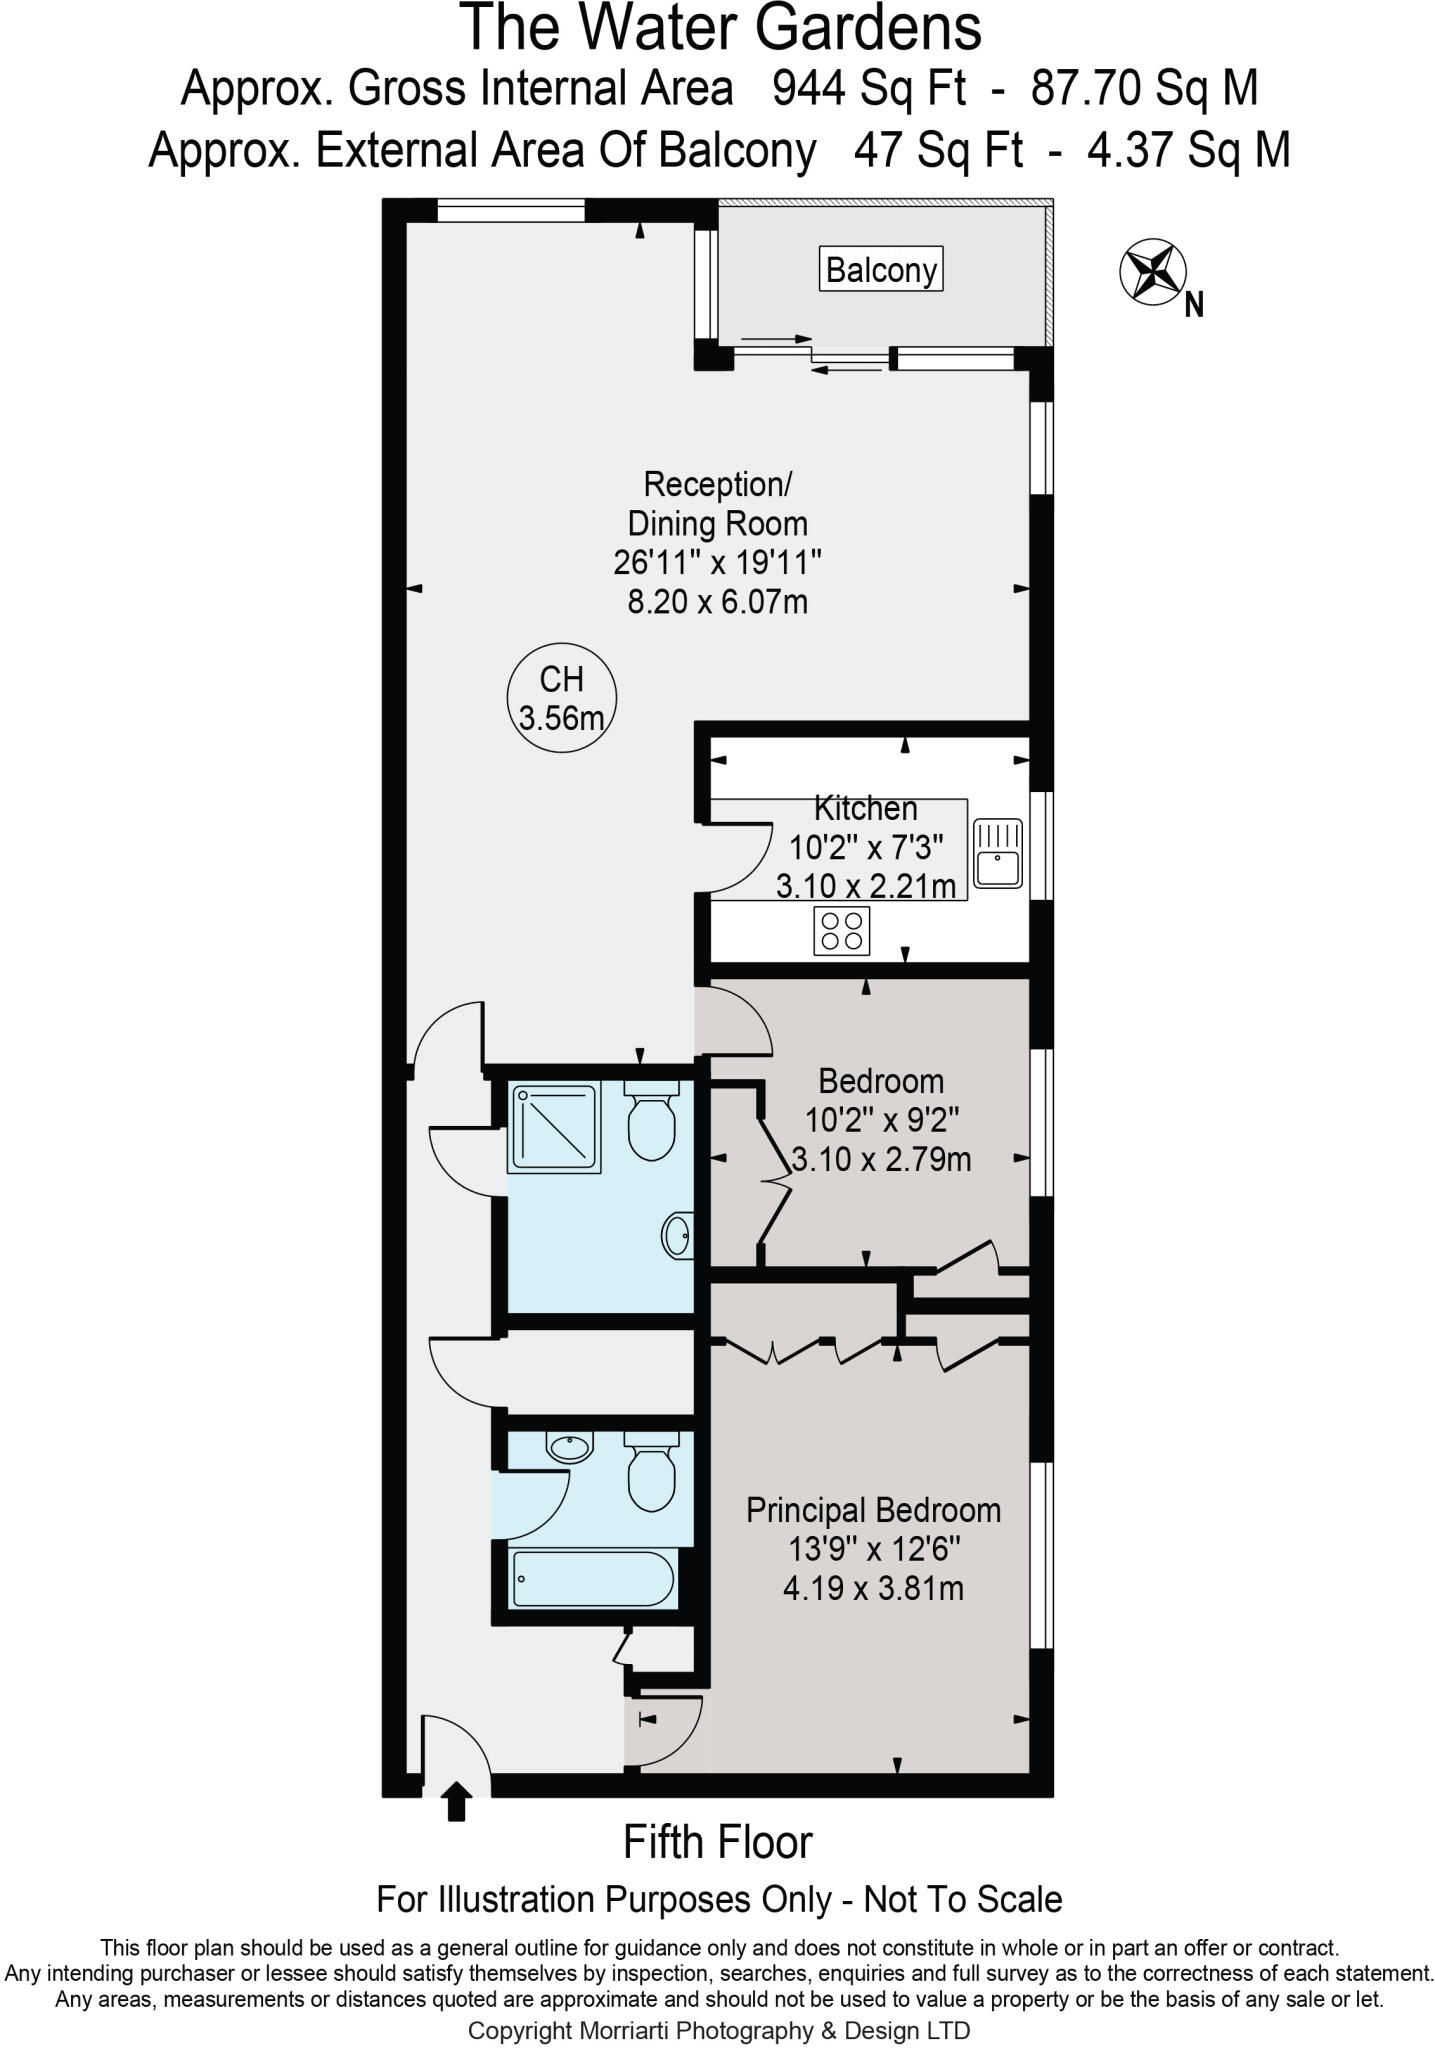 The Water Gardens
Approx. Gross Internal Area 944 Sq Ft - 87.70 Sq M
Approx. External Area Of Balcony 47 Sq Ft - 4.37 Sq M
Balcony
N
Reception/
Dining Room
26'11" x 19'11"
8.20 x 6.07m
CH
3.56m
Kitchen
10'2" x 7'3"
3.10 x 2.21m
Bedroom
10'2" x 9'2"
3.10 x 2.79m
Principal Bedroom
13'9" x 12'6"
4.19 x 3.81m
Fifth Floor
For Illustration Purposes Only - Not To Scale
This floor plan should be used as a general outline for guidance only and does not constitute in whole or in part an offer or contract.
Any intending purchaser or lessee should satisfy themselves by inspection, searches, enquiries and full survey as to the correctness of each statement.
Any areas, measurements or distances quoted are approximate and should not be used to value a property or be the basis of any sale or let.
Copyright Morriarti Photography & Design LTD